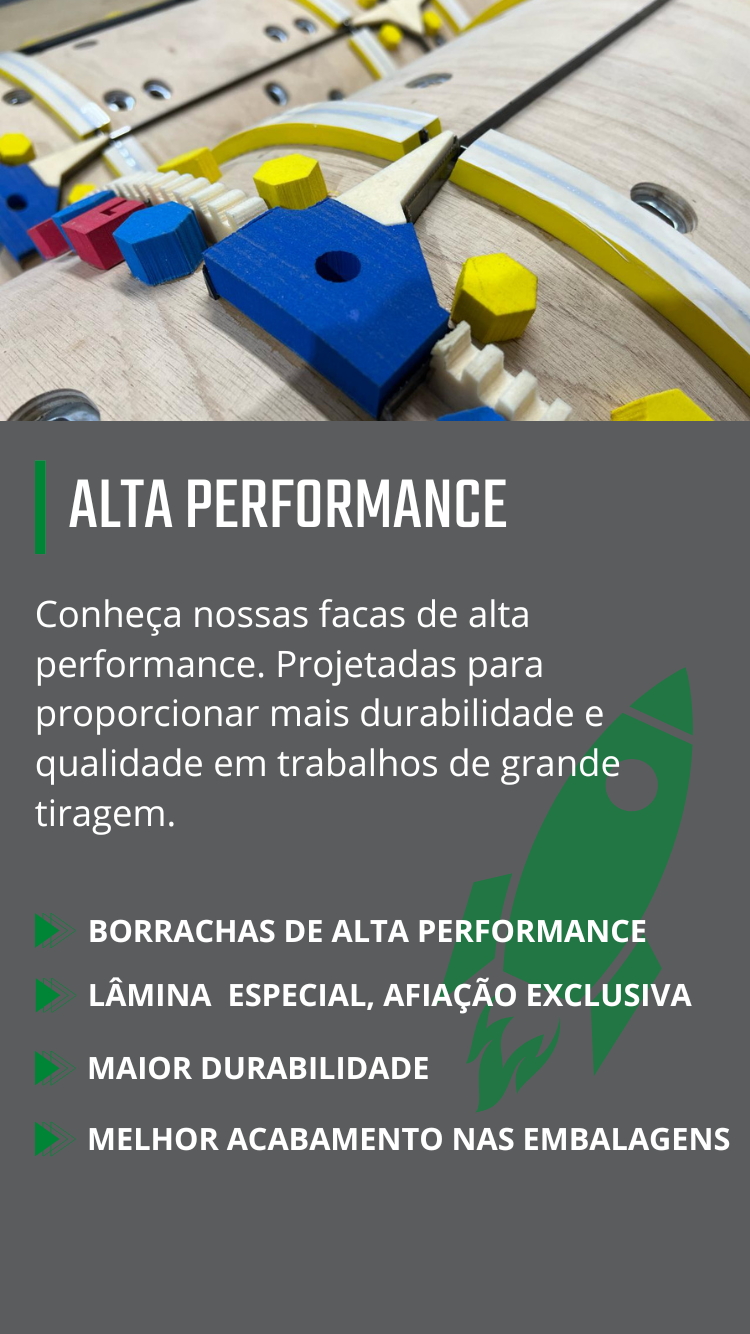 ALTA PERFORMANCE
Conheça nossas facas de alta
performance. Projetadas para
proporcionar mais durabilidade e
qualidade em trabalhos de grande
tiragem.
BORRACHAS DE ALTA PERFORMANCE
LÂMINA  ESPECIAL, AFIAÇÃO EXCLUSIVA
MAIOR DURABILIDADE
MELHOR ACABAMENTO NAS EMBALAGENS